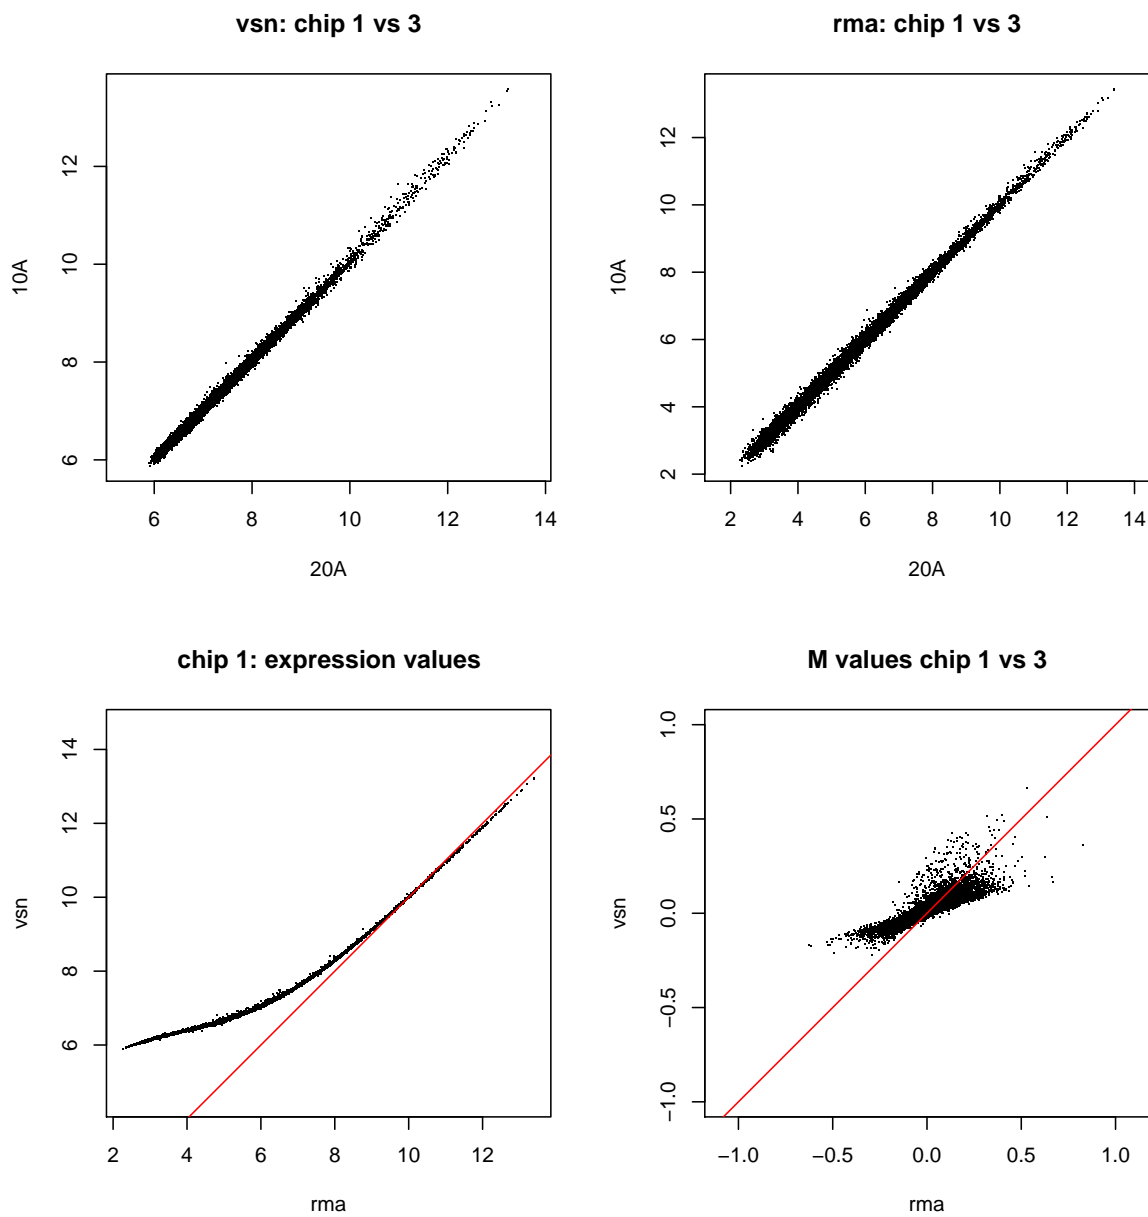 vsn: chip 1 vs 3
10A
6 8 10 12
6 8 10 12 14
20A
rma: chip 1 vs 3
10A
2 4 6 8 10 12
2 4 6 8 10 12 14
20A
chip 1: expression values
vsn
6 8 10 12 14
2 4 6 8 10 12
rma
M values chip 1 vs 3
vsn
−1.0 −0.5 0.0 0.5 1.0
−1.0 −0.5 0.0 0.5 1.0
rma